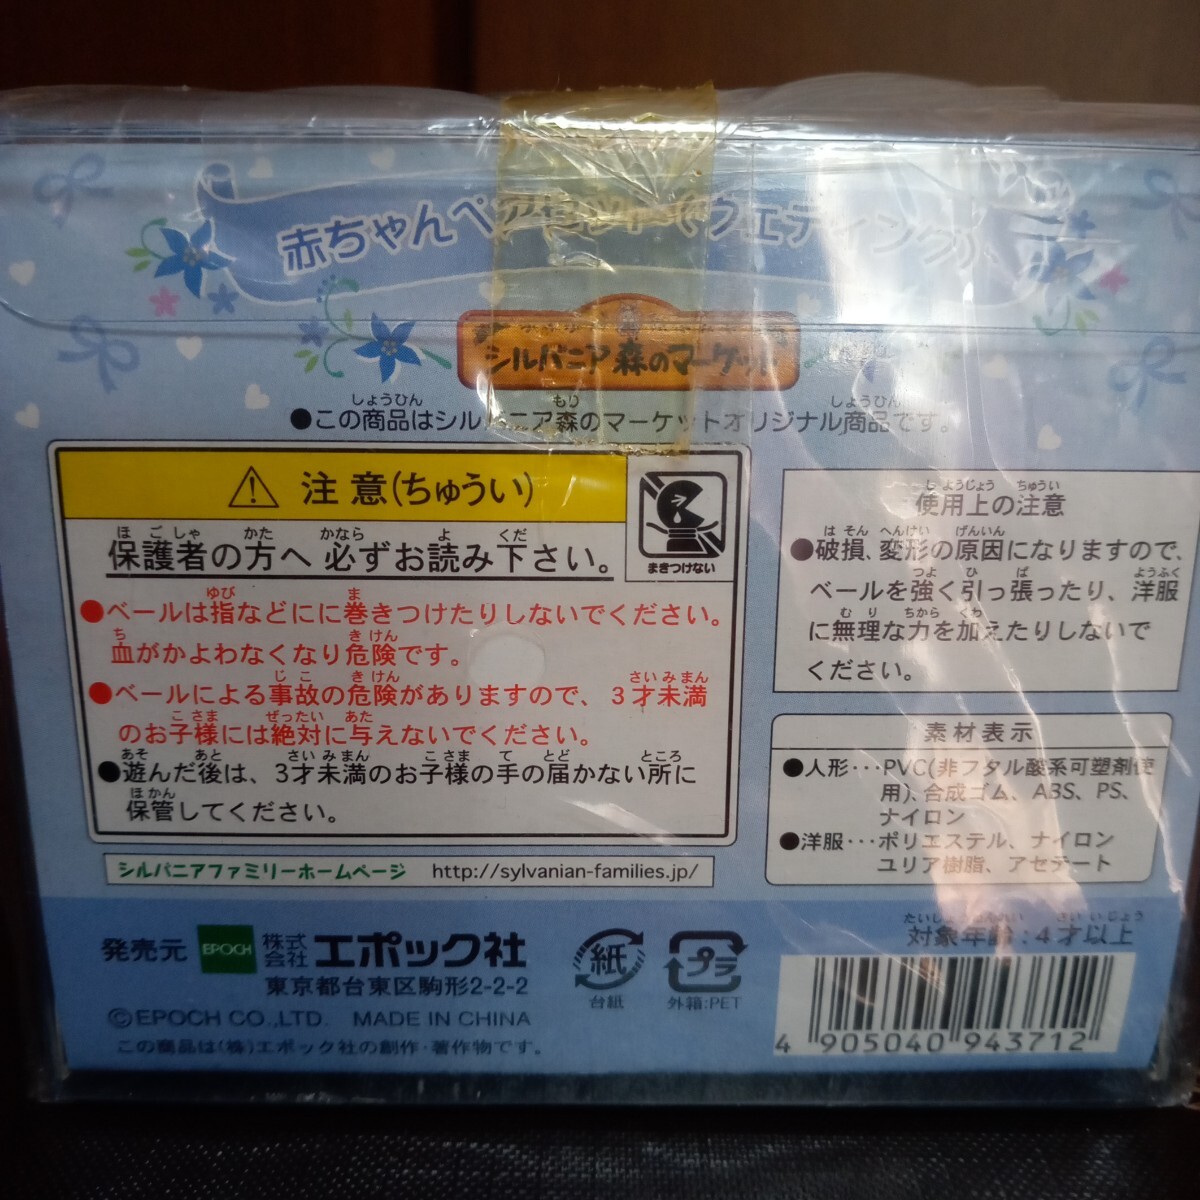 赤ちゃんペアセット(ウェディング)
シルバニア森のマーケット
●この商品はシルバニア森のマーケットオリジナル商品です。
注意(ちゅうい)
まきつけない
保護者の方へ 必ずお読み下さい。
●ベールは指などにに巻きつけたりしないでください。
血がかよわなくなり危険です。
●ベールによる事故の危険がありますので、3才未満
のお子様には絶対に与えないでください。
●遊んだ後は、3才未満のお子様の手の届かない所に
保管してください。
使用上の注意
●破損、変形の原因になりますので、
ベールを強く引っ張ったり、洋服
に無理な力を加えたりしないで
ください。
素材表示
●人形･･･PVC(非フタル酸系可塑剤使
用)、合成ゴム、ABS、PS、
ナイロン
●洋服･･･ポリエステル、ナイロン
ユリア樹脂、アセテート
シルバニアファミリーホームページ http://sylvanian-families.jp/
発売元 EPOCH 株式会社 エポック社
東京都台東区駒形2-2-2
©EPOCH CO.,LTD. MADE IN CHINA
この商品は(株)エポック社の創作・著作物です。
紙
台紙
プラ
外箱:PET
対象年齢:4才以上
4 905040 943712